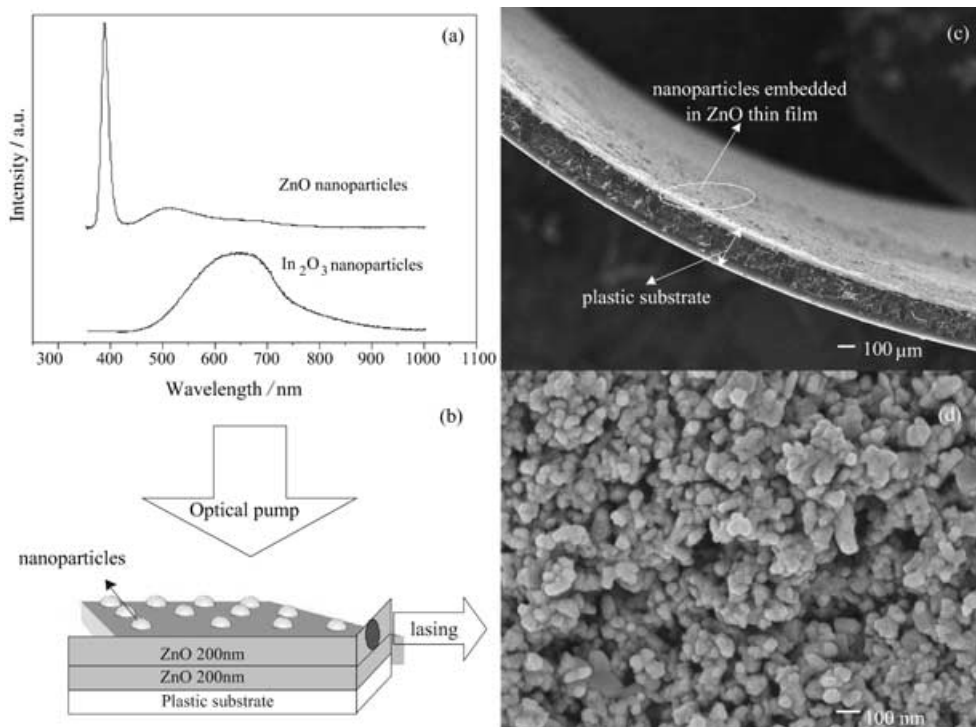 (a)
Intensity / a.u.
ZnO nanoparticles
In2O3 nanoparticles
300 400 500 600 700 800 900 1000 1100
Wavelength / nm
(b)
Optical pump
nanoparticles
lasing
ZnO 200nm
ZnO 200nm
Plastic substrate
(c)
nanoparticles embedded
in ZnO thin film
plastic substrate
100 μm
(d)
100 nm